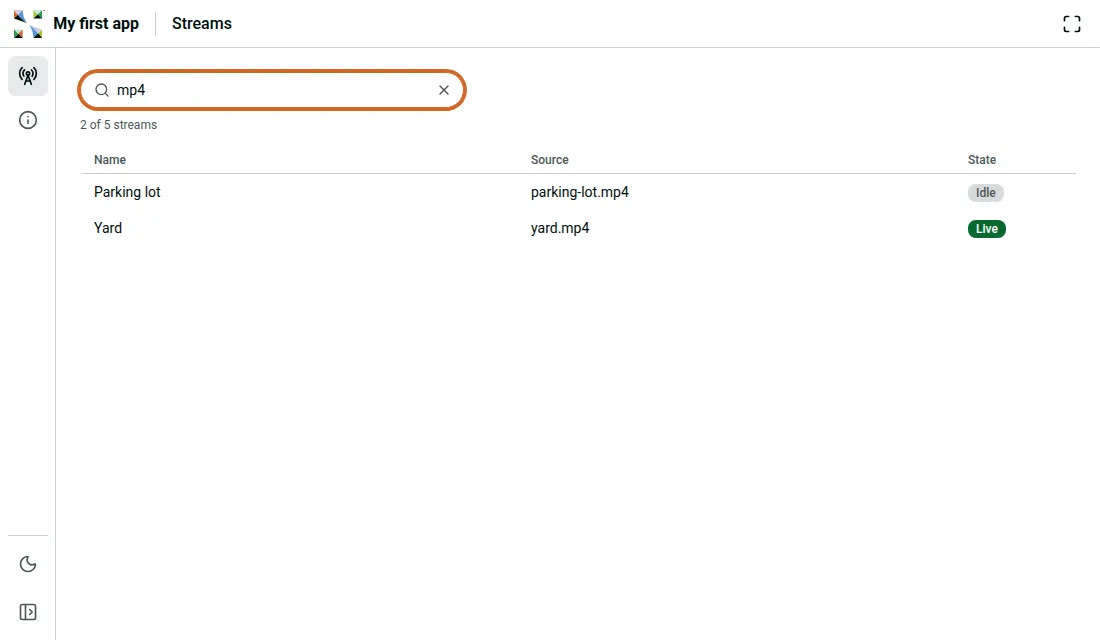 My first app
Streams
mp4
2 of 5 streams
Name Source State
Parking lot parking-lot.mp4 Idle
Yard yard.mp4 Live